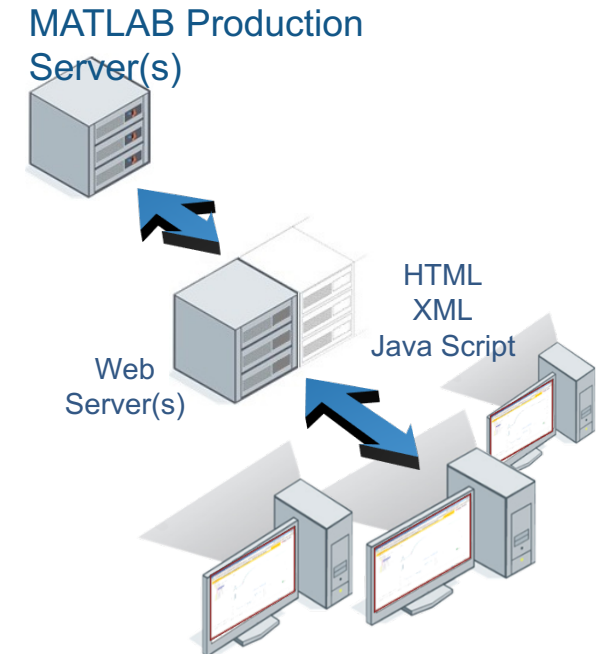 MATLAB Production
Server(s)
HTML
XML
Java Script
Web
Server(s)